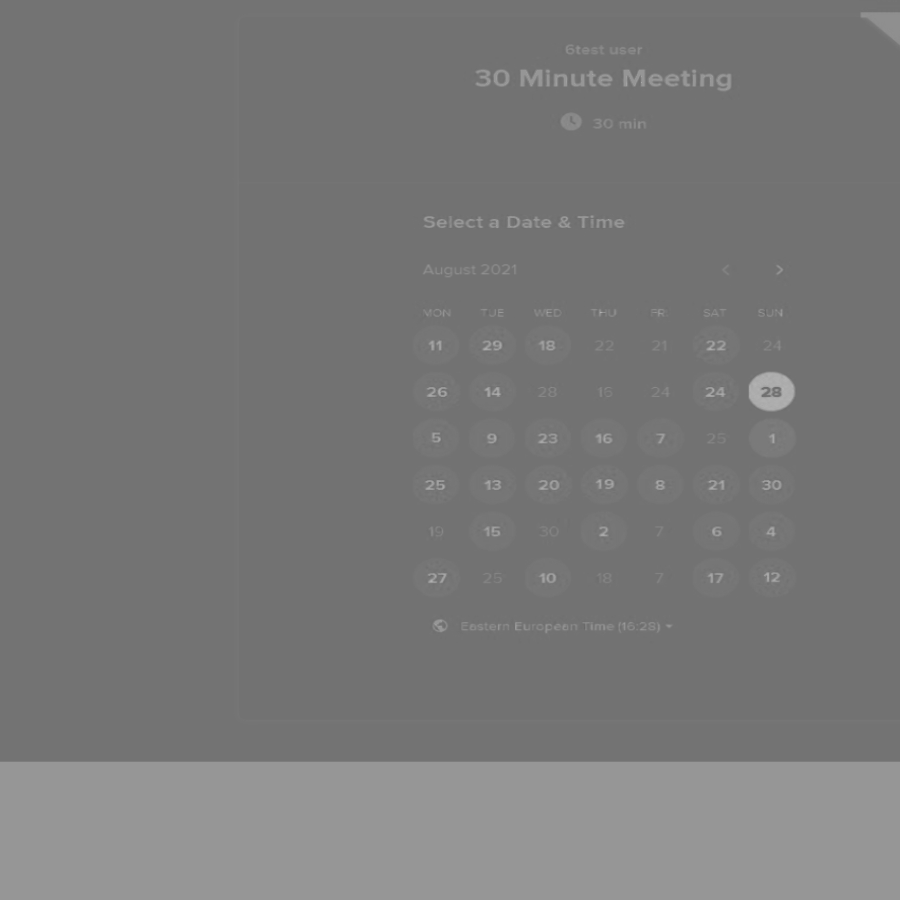 6test user
30 Minute Meeting
30 min
Select a Date & Time
August 2021
MON TUE WED THU FRI SAT SUN
11 29 18 22 21 22 24
26 14 28 15 24 24 28
5 9 23 16 7 25 1
25 13 20 19 8 21 30
19 15 30 2 7 6 4
27 25 10 18 7 17 12
Eastern European Time (16:28)